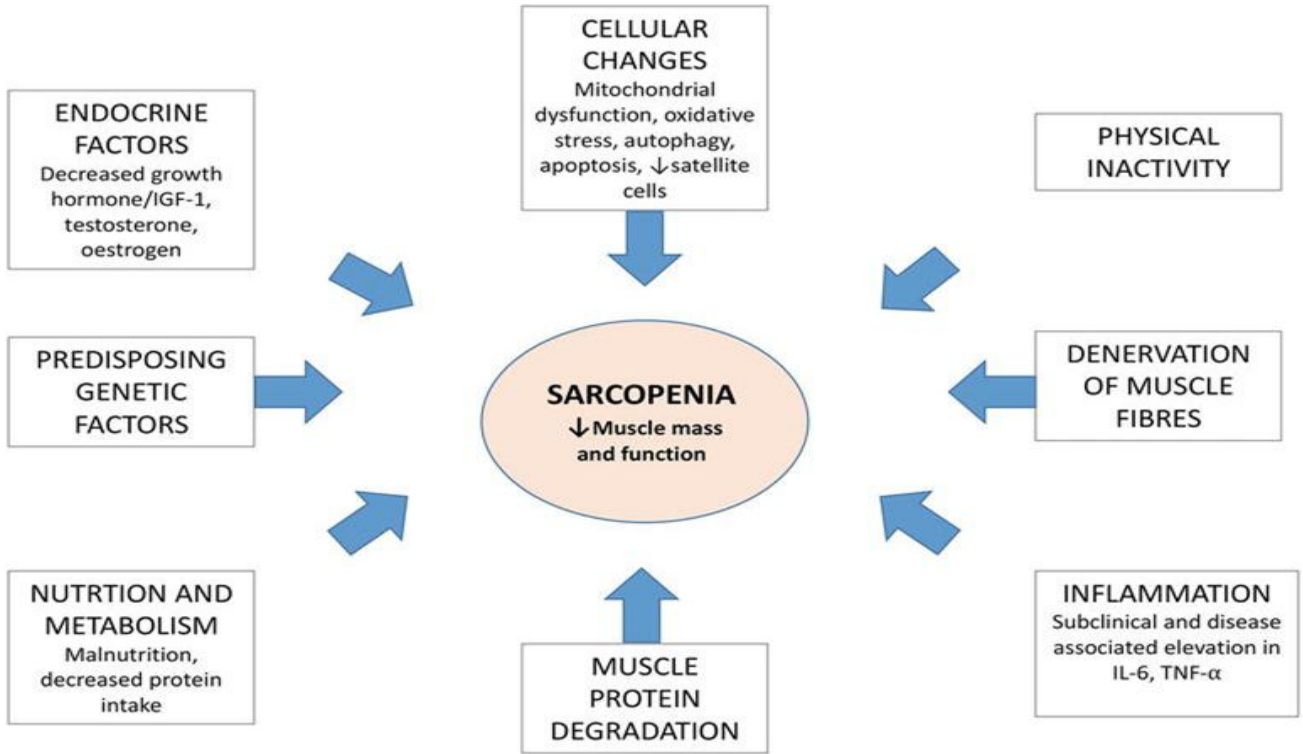 CELLULAR
CHANGES
Mitochondrial
dysfunction, oxidative
stress, autophagy,
apoptosis, ↓satellite
cells
ENDOCRINE
FACTORS
Decreased growth
hormone/IGF-1,
testosterone,
oestrogen
PHYSICAL
INACTIVITY
PREDISPOSING
GENETIC
FACTORS
SARCOPENIA
↓Muscle mass
and function
DENERVATION
OF MUSCLE
FIBRES
NUTRTION AND
METABOLISM
Malnutrition,
decreased protein
intake
MUSCLE
PROTEIN
DEGRADATION
INFLAMMATION
Subclinical and disease
associated elevation in
IL-6, TNF-α